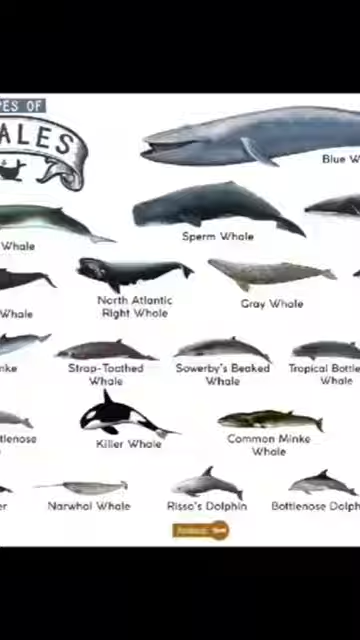 PES OF
ALES
Blue W
Sperm Whale
Whale
North Atlantic
Right Whale
Gray Whale
Whale
nke
Strap-Toothed
Whale
Sowerby's Beaked
Whale
Tropical Bottle
Whale
tlenose
Killer Whale
Common Minke
Whale
er
Narwhal Whale
Risso's Dolphin
Bottlenose Dolph